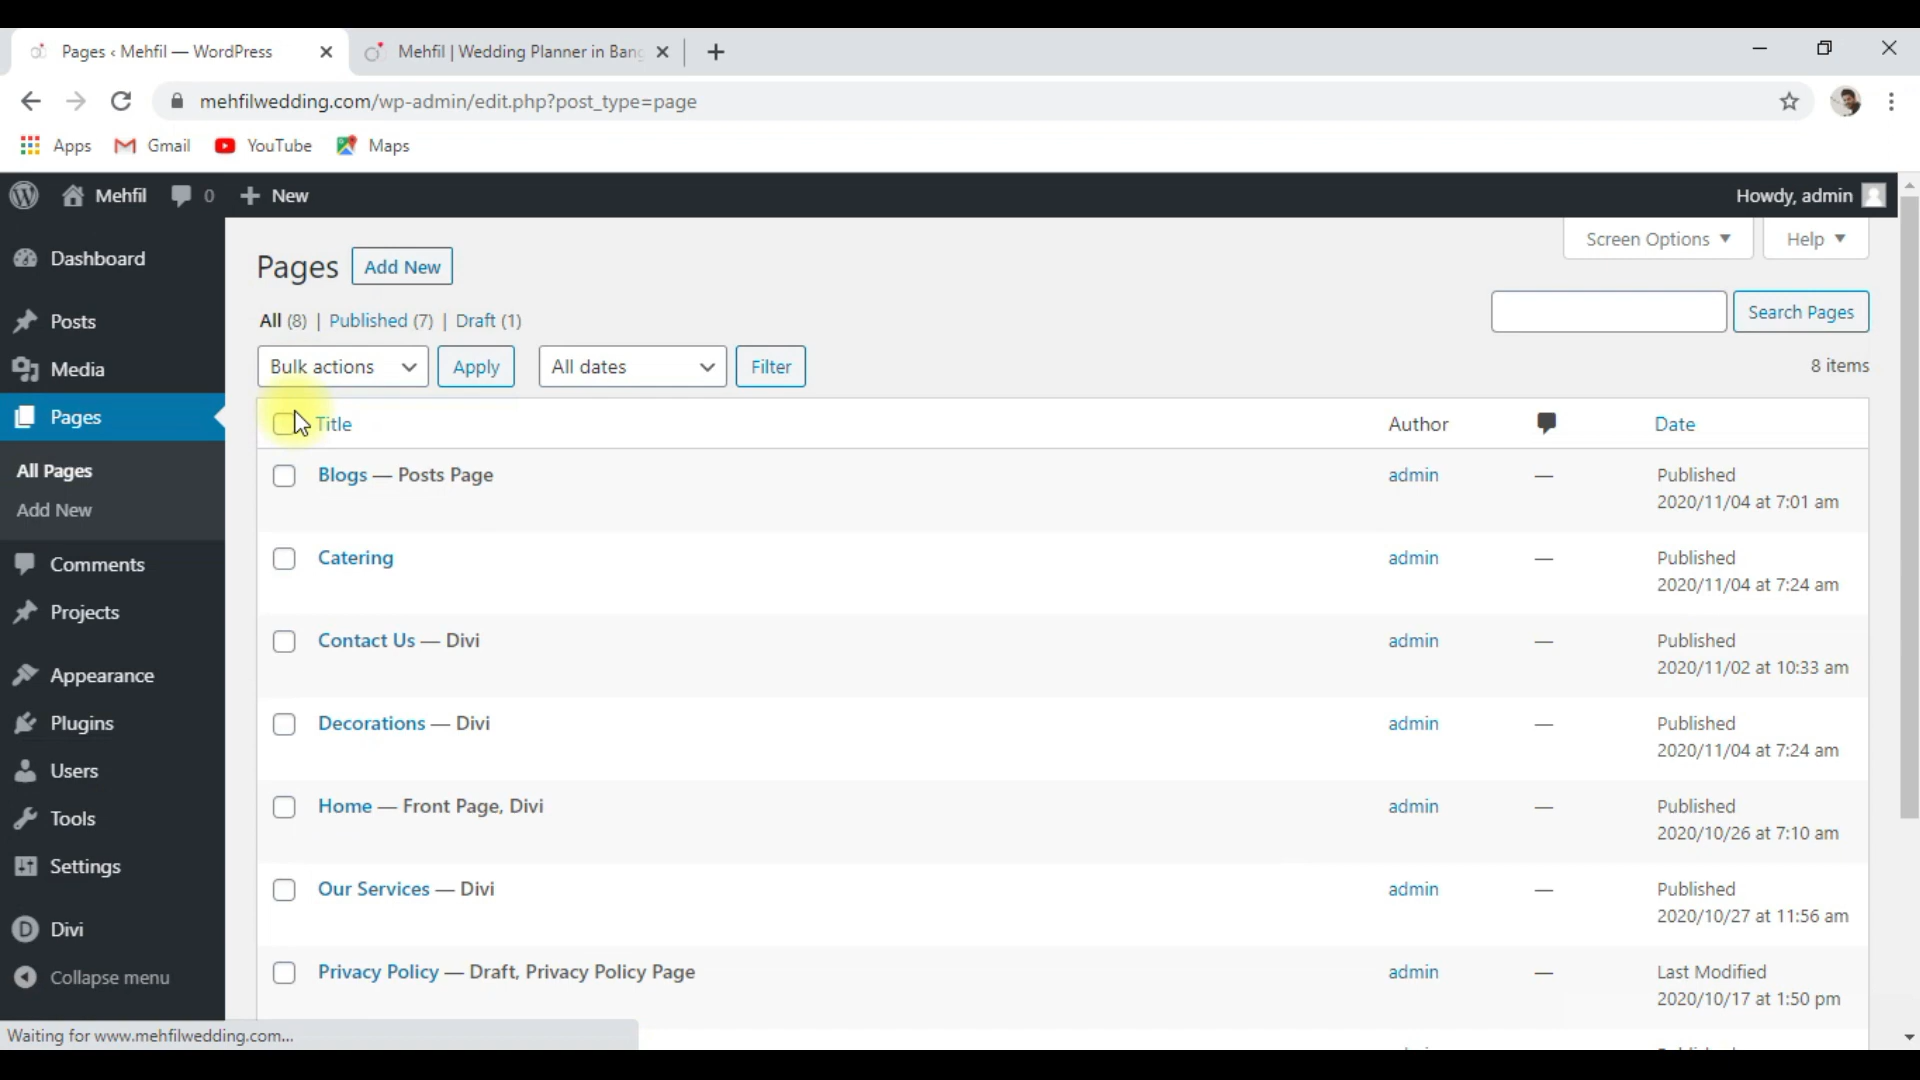 Pages ‹ Mehfil — WordPress
Mehfil | Wedding Planner in Bang
mehfilwedding.com/wp-admin/edit.php?post_type=page
Apps Gmail YouTube Maps
Mehfil 0 New Howdy, admin
Dashboard
Posts
Media
Pages
All Pages
Add New
Comments
Projects
Appearance
Plugins
Users
Tools
Settings
Divi
Collapse menu
Screen Options Help
Pages Add New
All (8) | Published (7) | Draft (1)
Search Pages
Bulk actions Apply All dates Filter 8 items
Title Author Date
Blogs — Posts Page admin — Published
2020/11/04 at 7:01 am
Catering admin — Published
2020/11/04 at 7:24 am
Contact Us — Divi admin — Published
2020/11/02 at 10:33 am
Decorations — Divi admin — Published
2020/11/04 at 7:24 am
Home — Front Page, Divi admin — Published
2020/10/26 at 7:10 am
Our Services — Divi admin — Published
2020/10/27 at 11:56 am
Privacy Policy — Draft, Privacy Policy Page admin — Last Modified
2020/10/17 at 1:50 pm
Waiting for www.mehfilwedding.com...